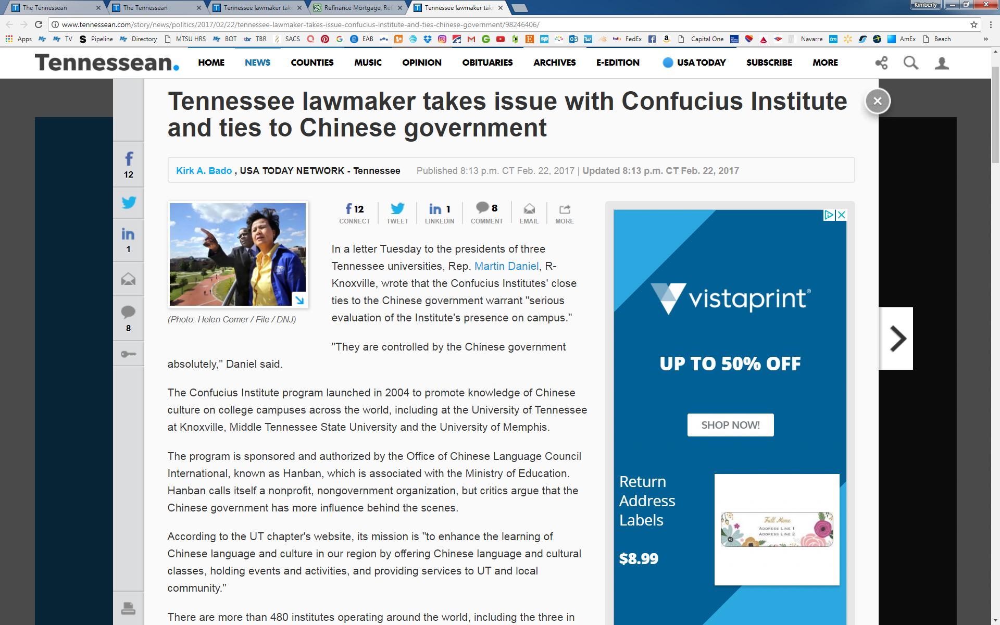 The Tennessean
The Tennessean
Tennessee lawmaker tak
Refinance Mortgage, Ref
Tennessee lawmaker tak
Kimberly
www.tennessean.com/story/news/politics/2017/02/22/tennessee-lawmaker-takes-issue-confucius-institute-and-ties-chinese-government/98246406/
Apps TV Pipeline Directory MTSU HRS BOT tbr TBR SACS EAB FedEx Capital One Navarre tm AmEx Beach »
Tennessean.
HOME NEWS COUNTIES MUSIC OPINION OBITUARIES ARCHIVES E-EDITION USA TODAY SUBSCRIBE MORE
Tennessee lawmaker takes issue with Confucius Institute
and ties to Chinese government
Kirk A. Bado , USA TODAY NETWORK - Tennessee Published 8:13 p.m. CT Feb. 22, 2017 | Updated 8:13 p.m. CT Feb. 22, 2017
12
1
8
(Photo: Helen Comer / File / DNJ)
12 CONNECT
TWEET
in 1 LINKEDIN
8 COMMENT
EMAIL
MORE
In a letter Tuesday to the presidents of three
Tennessee universities, Rep. Martin Daniel, R-
Knoxville, wrote that the Confucius Institutes' close
ties to the Chinese government warrant "serious
evaluation of the Institute's presence on campus."
"They are controlled by the Chinese government
absolutely," Daniel said.
The Confucius Institute program launched in 2004 to promote knowledge of Chinese
culture on college campuses across the world, including at the University of Tennessee
at Knoxville, Middle Tennessee State University and the University of Memphis.
The program is sponsored and authorized by the Office of Chinese Language Council
International, known as Hanban, which is associated with the Ministry of Education.
Hanban calls itself a nonprofit, nongovernment organization, but critics argue that the
Chinese government has more influence behind the scenes.
According to the UT chapter's website, its mission is "to enhance the learning of
Chinese language and culture in our region by offering Chinese language and cultural
classes, holding events and activities, and providing services to UT and local
community."
There are more than 480 institutes operating around the world, including the three in
vistaprint®
UP TO 50% OFF
SHOP NOW!
Return
Address
Labels
$8.99
Full Name
ADDRESS LINE 1
ADDRESS LINE 2